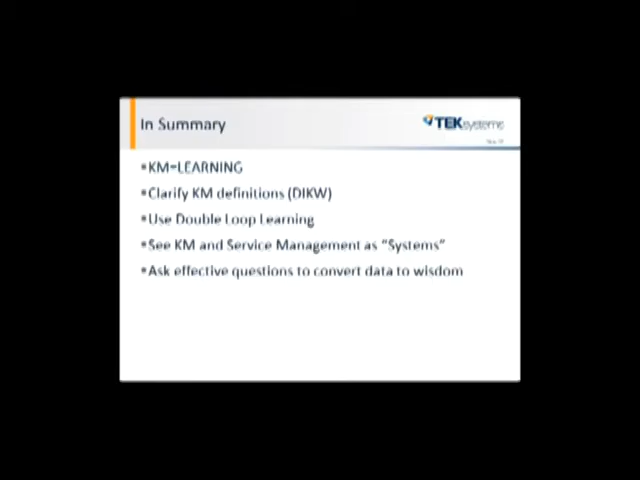 In Summary
TEKsystems
•KM=LEARNING
•Clarify KM definitions (DIKW)
•Use Double Loop Learning
•See KM and Service Management as "Systems"
•Ask effective questions to convert data to wisdom